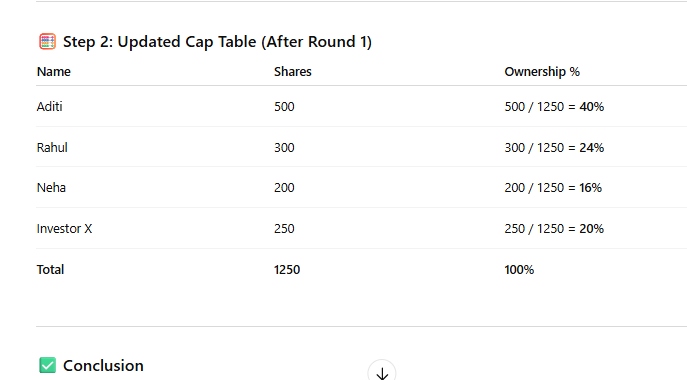 Step 2: Updated Cap Table (After Round 1)
Name Shares Ownership %
Aditi 500 500 / 1250 = 40%
Rahul 300 300 / 1250 = 24%
Neha 200 200 / 1250 = 16%
Investor X 250 250 / 1250 = 20%
Total 1250 100%
Conclusion